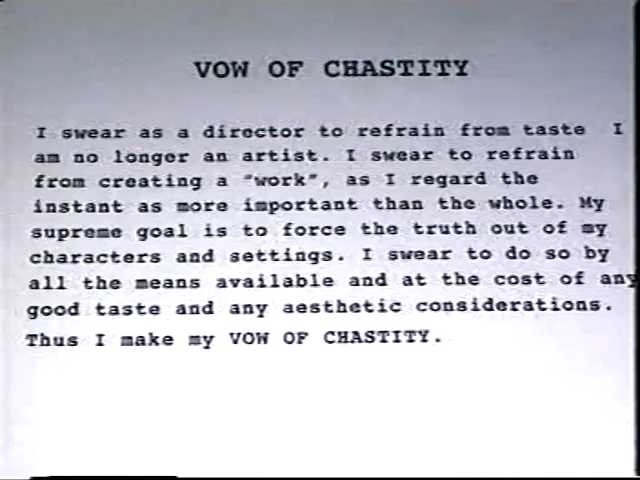 VOW OF CHASTITY
I swear as a director to refrain from taste I
am no longer an artist. I swear to refrain
from creating a "work", as I regard the
instant as more important than the whole. My
supreme goal is to force the truth out of my
characters and settings. I swear to do so by
all the means available and at the cost of any
good taste and any aesthetic considerations.
Thus I make my VOW OF CHASTITY.